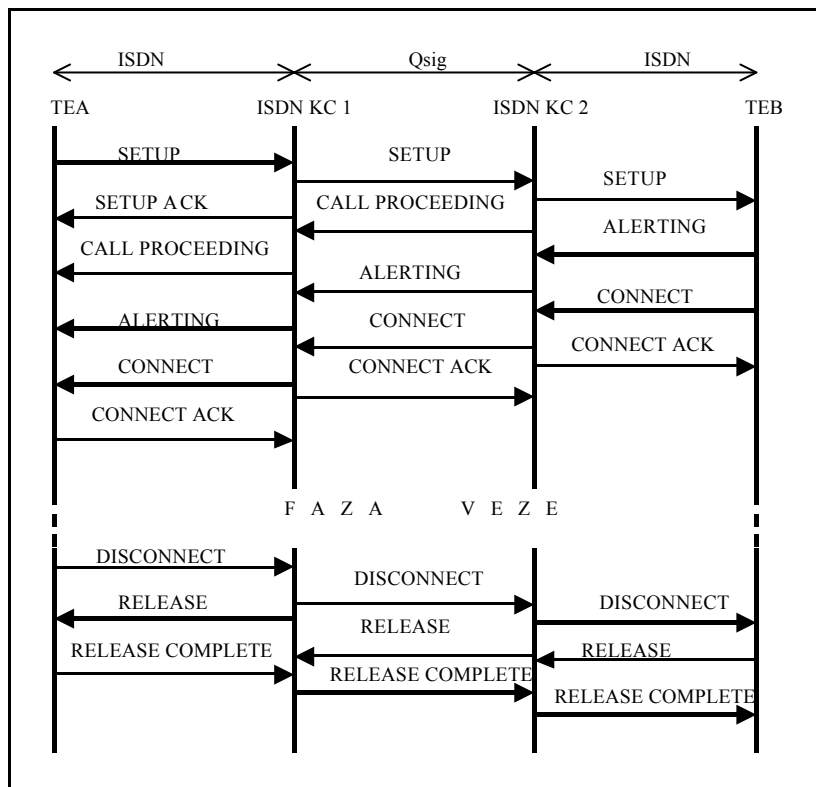 ISDN Qsig ISDN
TEA ISDN KC 1 ISDN KC 2 TEB
SETUP
SETUP
SETUP
SETUP ACK
CALL PROCEEDING
ALERTING
CALL PROCEEDING
ALERTING
CONNECT
ALERTING
CONNECT
CONNECT ACK
CONNECT
CONNECT ACK
CONNECT ACK
F A Z A V E Z E
DISCONNECT
DISCONNECT
DISCONNECT
RELEASE
RELEASE
RELEASE
RELEASE COMPLETE
RELEASE COMPLETE
RELEASE COMPLETE